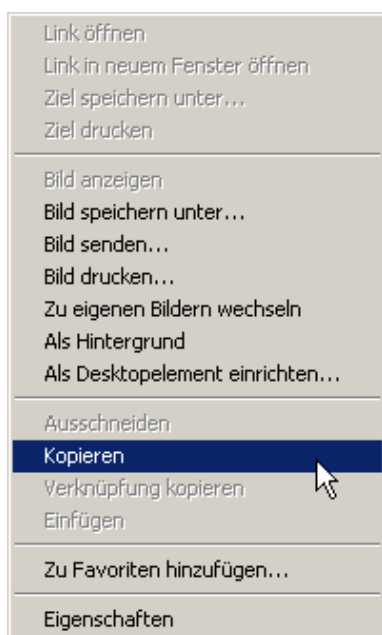 Link öffnen
Link in neuem Fenster öffnen
Ziel speichern unter...
Ziel drucken
Bild anzeigen
Bild speichern unter...
Bild senden...
Bild drucken...
Zu eigenen Bildern wechseln
Als Hintergrund
Als Desktopelement einrichten...
Ausschneiden
Kopieren
Verknüpfung kopieren
Einfügen
Zu Favoriten hinzufügen...
Eigenschaften